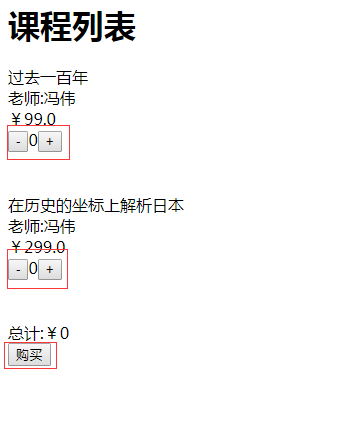 课程列表
过去一百年
老师:冯伟
￥99.0
- 0 +
在历史的坐标上解析日本
老师:冯伟
￥299.0
- 0 +
总计:￥0
购买